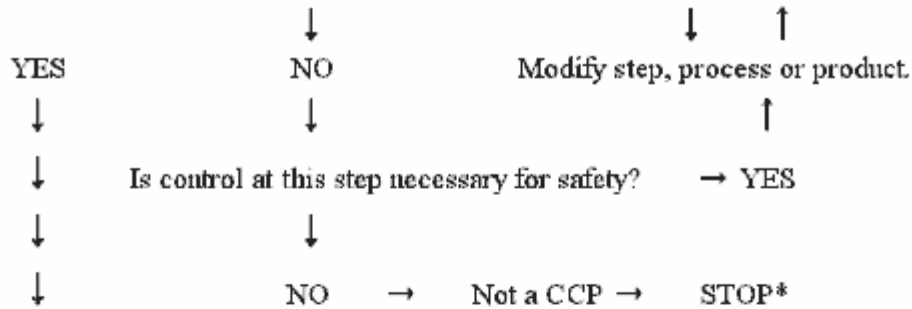 ↓ ↓ ↑
YES NO Modify step, process or product.
↓ ↓ ↑
↓ Is control at this step necessary for safety? → YES
↓ ↓
↓ NO → Not a CCP → STOP*